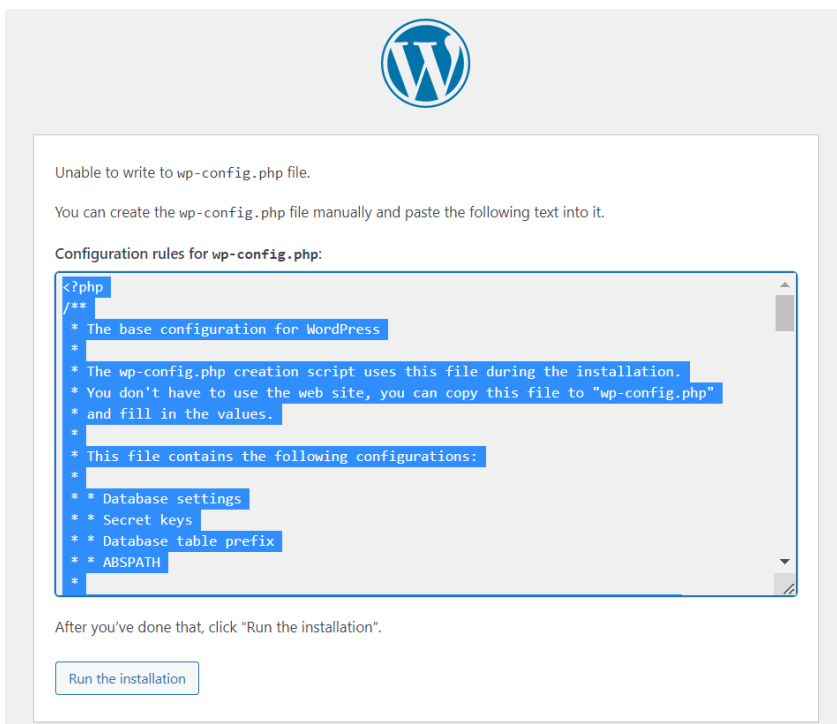 Unable to write to wp-config.php file.
You can create the wp-config.php file manually and paste the following text into it.
Configuration rules for wp-config.php:
<?php
/**
 * The base configuration for WordPress
 *
 * The wp-config.php creation script uses this file during the installation.
 * You don't have to use the web site, you can copy this file to "wp-config.php"
 * and fill in the values.
 *
 * This file contains the following configurations:
 *
 * * Database settings
 * * Secret keys
 * * Database table prefix
 * * ABSPATH
 *
After you’ve done that, click “Run the installation”.
Run the installation